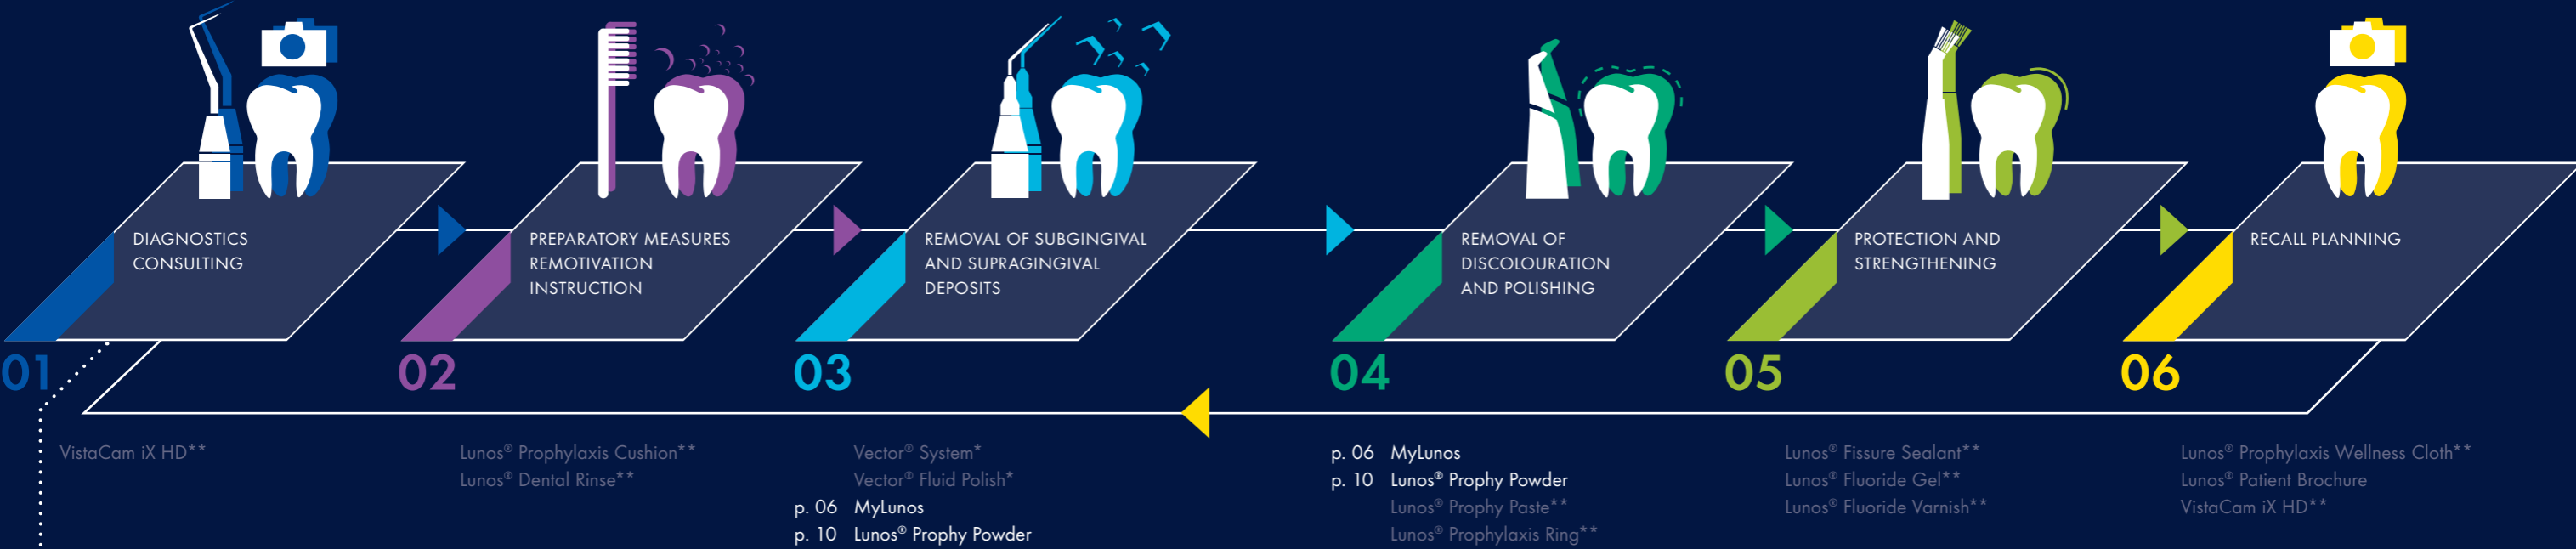 DIAGNOSTICS
CONSULTING
01
VistaCam iX HD**
PREPARATORY MEASURES
REMOTIVATION
INSTRUCTION
02
Lunos® Prophylaxis Cushion**
Lunos® Dental Rinse**
REMOVAL OF SUBGINGIVAL
AND SUPRAGINGIVAL
DEPOSITS
03
Vector® System*
Vector® Fluid Polish*
p. 06 MyLunos
p. 10 Lunos® Prophy Powder
REMOVAL OF
DISCOLOURATION
AND POLISHING
04
p. 06 MyLunos
p. 10 Lunos® Prophy Powder
Lunos® Prophy Paste**
Lunos® Prophylaxis Ring**
PROTECTION AND
STRENGTHENING
05
Lunos® Fissure Sealant**
Lunos® Fluoride Gel**
Lunos® Fluoride Varnish**
RECALL PLANNING
06
Lunos® Prophylaxis Wellness Cloth**
Lunos® Patient Brochure
VistaCam iX HD**